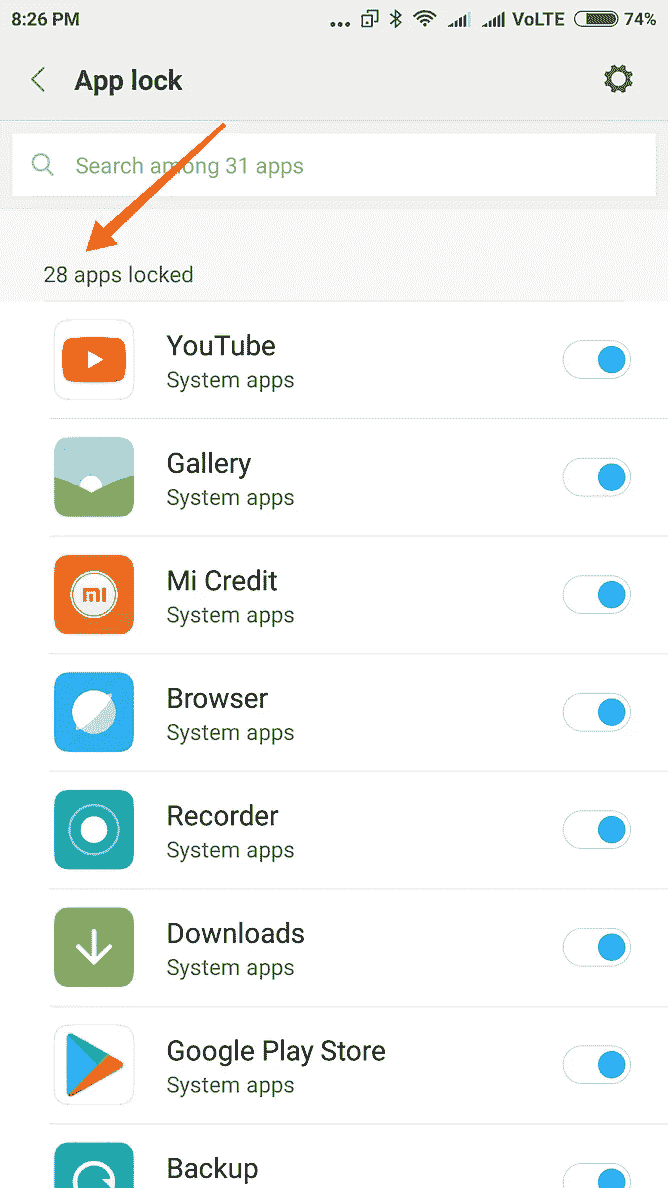 8:26 PM ... VoLTE 74%
App lock
Search among 31 apps
28 apps locked
YouTube
System apps
Gallery
System apps
mi
Mi Credit
System apps
Browser
System apps
Recorder
System apps
Downloads
System apps
Google Play Store
System apps
Backup